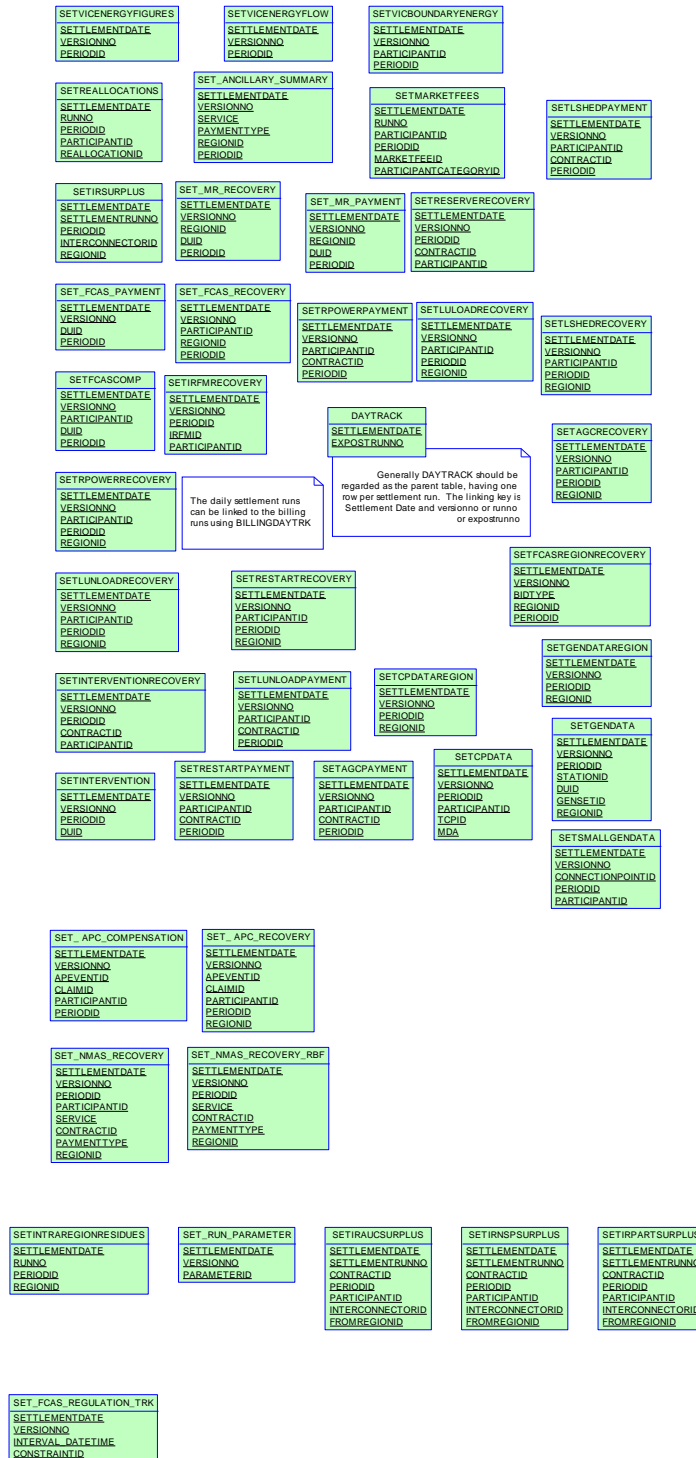 SETVICENERGYFIGURES
SETTLEMENTDATE
VERSIONNO
PERIODID
SETVICENERGYFLOW
SETTLEMENTDATE
VERSIONNO
PERIODID
SETVICBOUNDARYENERGY
SETTLEMENTDATE
VERSIONNO
PARTICIPANTID
PERIODID
SETREALLOCATIONS
SETTLEMENTDATE
RUNNO
PERIODID
PARTICIPANTID
REALLOCATIONID
SET_ANCILLARY_SUMMARY
SETTLEMENTDATE
VERSIONNO
SERVICE
PAYMENTTYPE
REGIONID
PERIODID
SETMARKETFEES
SETTLEMENTDATE
RUNNO
PARTICIPANTID
PERIODID
MARKETFEEID
PARTICIPANTCATEGORYID
SETLSHEDPAYMENT
SETTLEMENTDATE
VERSIONNO
PARTICIPANTID
CONTRACTID
PERIODID
SETIRSURPLUS
SETTLEMENTDATE
SETTLEMENTRUNNO
PERIODID
INTERCONNECTORID
REGIONID
SET_MR_RECOVERY
SETTLEMENTDATE
VERSIONNO
REGIONID
DUID
PERIODID
SET_MR_PAYMENT
SETTLEMENTDATE
VERSIONNO
REGIONID
DUID
PERIODID
SETRESERVERECOVERY
SETTLEMENTDATE
VERSIONNO
PERIODID
CONTRACTID
PARTICIPANTID
SET_FCAS_PAYMENT
SETTLEMENTDATE
VERSIONNO
DUID
PERIODID
SET_FCAS_RECOVERY
SETTLEMENTDATE
VERSIONNO
PARTICIPANTID
REGIONID
PERIODID
SETRPOWERPAYMENT
SETTLEMENTDATE
VERSIONNO
PARTICIPANTID
CONTRACTID
PERIODID
SETLULOADRECOVERY
SETTLEMENTDATE
VERSIONNO
PARTICIPANTID
PERIODID
REGIONID
SETLSHEDRECOVERY
SETTLEMENTDATE
VERSIONNO
PARTICIPANTID
PERIODID
REGIONID
SETFCASCOMP
SETTLEMENTDATE
VERSIONNO
PARTICIPANTID
DUID
PERIODID
SETIRFMRECOVERY
SETTLEMENTDATE
VERSIONNO
PERIODID
IRFMID
PARTICIPANTID
DAYTRACK
SETTLEMENTDATE
EXPOSTRUNNO
Generally DAYTRACK should be
regarded as the parent table, having one
row per settlement run. The linking key is
Settlement Date and versionno or runno
or expostrunno
SETAGCRECOVERY
SETTLEMENTDATE
VERSIONNO
PARTICIPANTID
PERIODID
REGIONID
SETRPOWERRECOVERY
SETTLEMENTDATE
VERSIONNO
PARTICIPANTID
PERIODID
REGIONID
The daily settlement runs
can be linked to the billing
runs using BILLINGDAYTRK
SETFCASREGIONRECOVERY
SETTLEMENTDATE
VERSIONNO
BIDTYPE
REGIONID
PERIODID
SETLUNLOADRECOVERY
SETTLEMENTDATE
VERSIONNO
PARTICIPANTID
PERIODID
REGIONID
SETRESTARTRECOVERY
SETTLEMENTDATE
VERSIONNO
PARTICIPANTID
PERIODID
REGIONID
SETGENDATAREGION
SETTLEMENTDATE
VERSIONNO
PERIODID
REGIONID
SETINTERVENTIONRECOVERY
SETTLEMENTDATE
VERSIONNO
PERIODID
CONTRACTID
PARTICIPANTID
SETLUNLOADPAYMENT
SETTLEMENTDATE
VERSIONNO
PARTICIPANTID
CONTRACTID
PERIODID
SETCPDATAREGION
SETTLEMENTDATE
VERSIONNO
PERIODID
REGIONID
SETGENDATA
SETTLEMENTDATE
VERSIONNO
PERIODID
STATIONID
DUID
GENSETID
REGIONID
SETINTERVENTION
SETTLEMENTDATE
VERSIONNO
PERIODID
DUID
SETRESTARTPAYMENT
SETTLEMENTDATE
VERSIONNO
PARTICIPANTID
CONTRACTID
PERIODID
SETAGCPAYMENT
SETTLEMENTDATE
VERSIONNO
PARTICIPANTID
CONTRACTID
PERIODID
SETCPDATA
SETTLEMENTDATE
VERSIONNO
PERIODID
PARTICIPANTID
TCPID
MDA
SETSMALLGENDATA
SETTLEMENTDATE
VERSIONNO
CONNECTIONPOINTID
PERIODID
PARTICIPANTID
SET_ APC_COMPENSATION
SETTLEMENTDATE
VERSIONNO
APEVENTID
CLAIMID
PARTICIPANTID
PERIODID
SET_ APC_RECOVERY
SETTLEMENTDATE
VERSIONNO
APEVENTID
CLAIMID
PARTICIPANTID
PERIODID
REGIONID
SET_NMAS_RECOVERY
SETTLEMENTDATE
VERSIONNO
PERIODID
PARTICIPANTID
SERVICE
CONTRACTID
PAYMENTTYPE
REGIONID
SET_NMAS_RECOVERY_RBF
SETTLEMENTDATE
VERSIONNO
PERIODID
SERVICE
CONTRACTID
PAYMENTTYPE
REGIONID
SETINTRAREGIONRESIDUES
SETTLEMENTDATE
RUNNO
PERIODID
REGIONID
SET_RUN_PARAMETER
SETTLEMENTDATE
VERSIONNO
PARAMETERID
SETIRAUCSURPLUS
SETTLEMENTDATE
SETTLEMENTRUNNO
CONTRACTID
PERIODID
PARTICIPANTID
INTERCONNECTORID
FROMREGIONID
SETIRNSPSURPLUS
SETTLEMENTDATE
SETTLEMENTRUNNO
CONTRACTID
PERIODID
PARTICIPANTID
INTERCONNECTORID
FROMREGIONID
SETIRPARTSURPLUS
SETTLEMENTDATE
SETTLEMENTRUNNO
CONTRACTID
PERIODID
PARTICIPANTID
INTERCONNECTORID
FROMREGIONID
SET_FCAS_REGULATION_TRK
SETTLEMENTDATE
VERSIONNO
INTERVAL_DATETIME
CONSTRAINTID